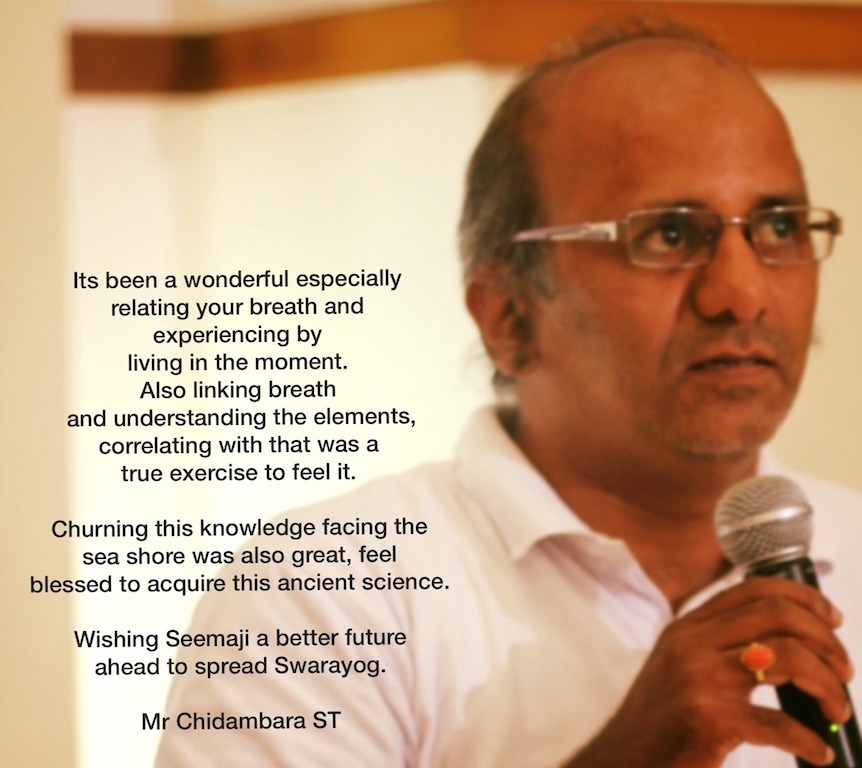 Its been a wonderful especially
relating your breath and
experiencing by
living in the moment.
Also linking breath
and understanding the elements,
correlating with that was a
true exercise to feel it.
Churning this knowledge facing the
sea shore was also great, feel
blessed to acquire this ancient science.
Wishing Seemaji a better future
ahead to spread Swarayog.
Mr Chidambara ST